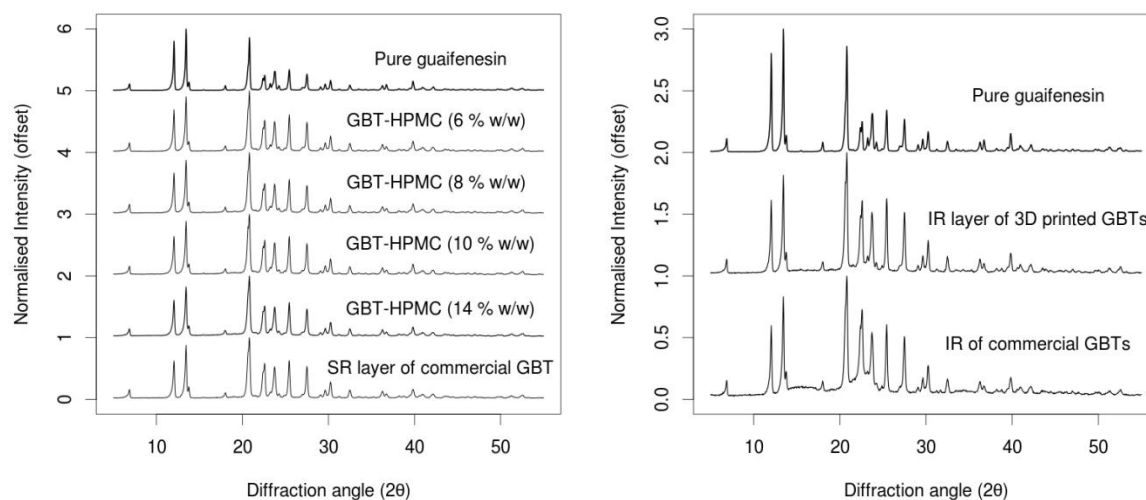 6
5
4
3
2
1
0
Normalised Intensity (offset)
Pure guaifenesin
GBT-HPMC (6 % w/w)
GBT-HPMC (8 % w/w)
GBT-HPMC (10 % w/w)
GBT-HPMC (14 % w/w)
SR layer of commercial GBT
10 20 30 40 50
Diffraction angle (2θ)
3.0
2.5
2.0
1.5
1.0
0.5
0.0
Normalised Intensity (offset)
Pure guaifenesin
IR layer of 3D printed GBTs
IR of commercial GBTs
10 20 30 40 50
Diffraction angle (2θ)